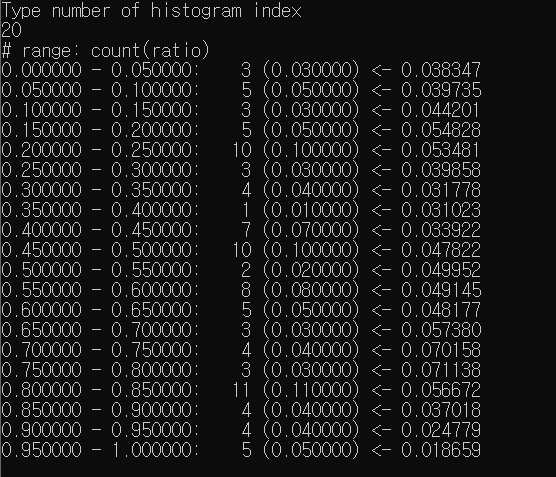 Type number of histogram index
20
# range: count(ratio)
0.000000 - 0.050000:    3 (0.030000) <- 0.038347
0.050000 - 0.100000:    5 (0.050000) <- 0.039735
0.100000 - 0.150000:    3 (0.030000) <- 0.044201
0.150000 - 0.200000:    5 (0.050000) <- 0.054828
0.200000 - 0.250000:   10 (0.100000) <- 0.053481
0.250000 - 0.300000:    3 (0.030000) <- 0.039858
0.300000 - 0.350000:    4 (0.040000) <- 0.031778
0.350000 - 0.400000:    1 (0.010000) <- 0.031023
0.400000 - 0.450000:    7 (0.070000) <- 0.033922
0.450000 - 0.500000:   10 (0.100000) <- 0.047822
0.500000 - 0.550000:    2 (0.020000) <- 0.049952
0.550000 - 0.600000:    8 (0.080000) <- 0.049145
0.600000 - 0.650000:    5 (0.050000) <- 0.048177
0.650000 - 0.700000:    3 (0.030000) <- 0.057380
0.700000 - 0.750000:    4 (0.040000) <- 0.070158
0.750000 - 0.800000:    3 (0.030000) <- 0.071138
0.800000 - 0.850000:   11 (0.110000) <- 0.056672
0.850000 - 0.900000:    4 (0.040000) <- 0.037018
0.900000 - 0.950000:    4 (0.040000) <- 0.024779
0.950000 - 1.000000:    5 (0.050000) <- 0.018659